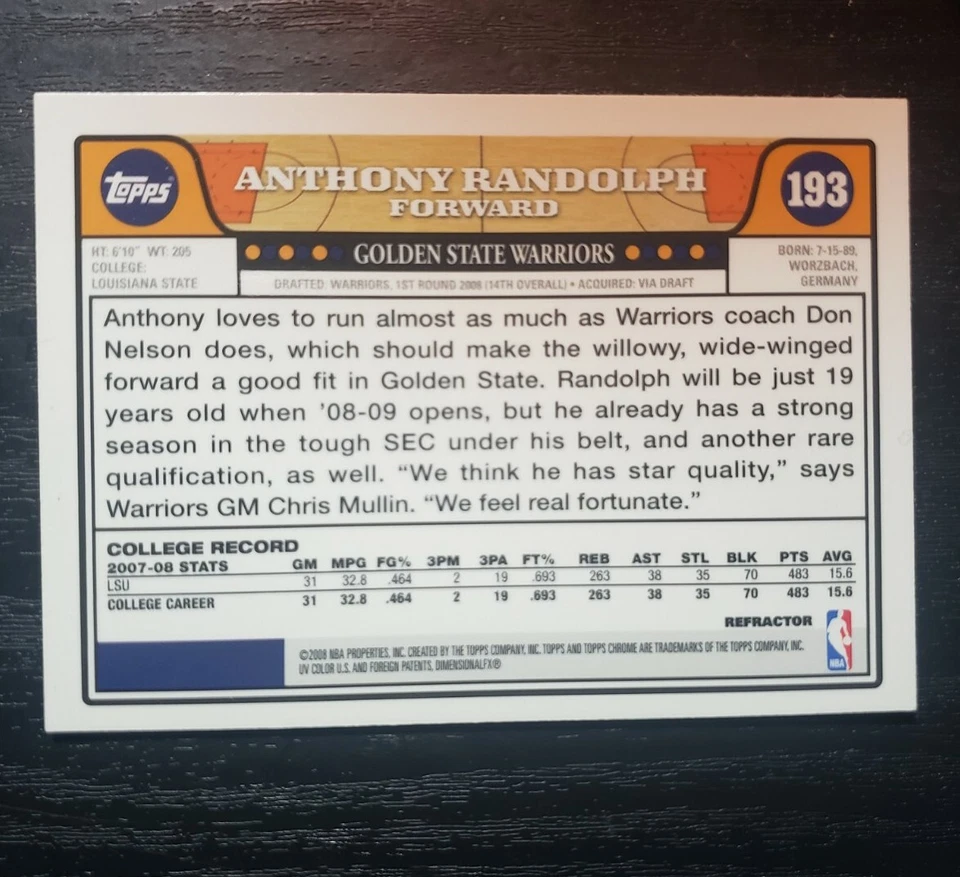 Topps
ANTHONY RANDOLPH
193
FORWARD
HT: 6'10" WT: 205
COLLEGE:
LOUISIANA STATE
GOLDEN STATE WARRIORS
DRAFTED: WARRIORS, 1ST ROUND 2008 (14TH OVERALL) • ACQUIRED: VIA DRAFT
BORN: 7-15-89,
WORZBACH,
GERMANY
Anthony loves to run almost as much as Warriors coach Don
Nelson does, which should make the willowy, wide-winged
forward a good fit in Golden State. Randolph will be just 19
years old when '08-09 opens, but he already has a strong
season in the tough SEC under his belt, and another rare
qualification, as well. “We think he has star quality,” says
Warriors GM Chris Mullin. “We feel real fortunate.”
COLLEGE RECORD
2007-08 STATS GM MPG FG% 3PM 3PA FT% REB AST STL BLK PTS AVG
LSU 31 32.8 .464 2 19 .693 263 38 35 70 483 15.6
COLLEGE CAREER 31 32.8 .464 2 19 .693 263 38 35 70 483 15.6
REFRACTOR
©2008 NBA PROPERTIES, INC. CREATED BY THE TOPPS COMPANY, INC. TOPPS AND TOPPS CHROME ARE TRADEMARKS OF THE TOPPS COMPANY, INC.
UV COLOR U.S. AND FOREIGN PATENTS, DIMENSIONALFX®
NBA